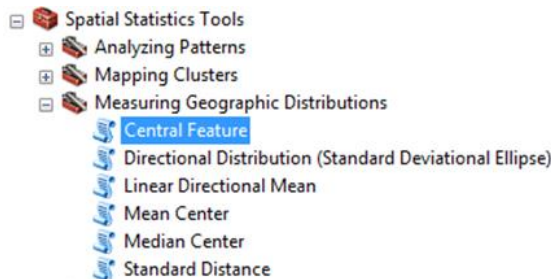 Spatial Statistics Tools
Analyzing Patterns
Mapping Clusters
Measuring Geographic Distributions
Central Feature
Directional Distribution (Standard Deviational Ellipse)
Linear Directional Mean
Mean Center
Median Center
Standard Distance